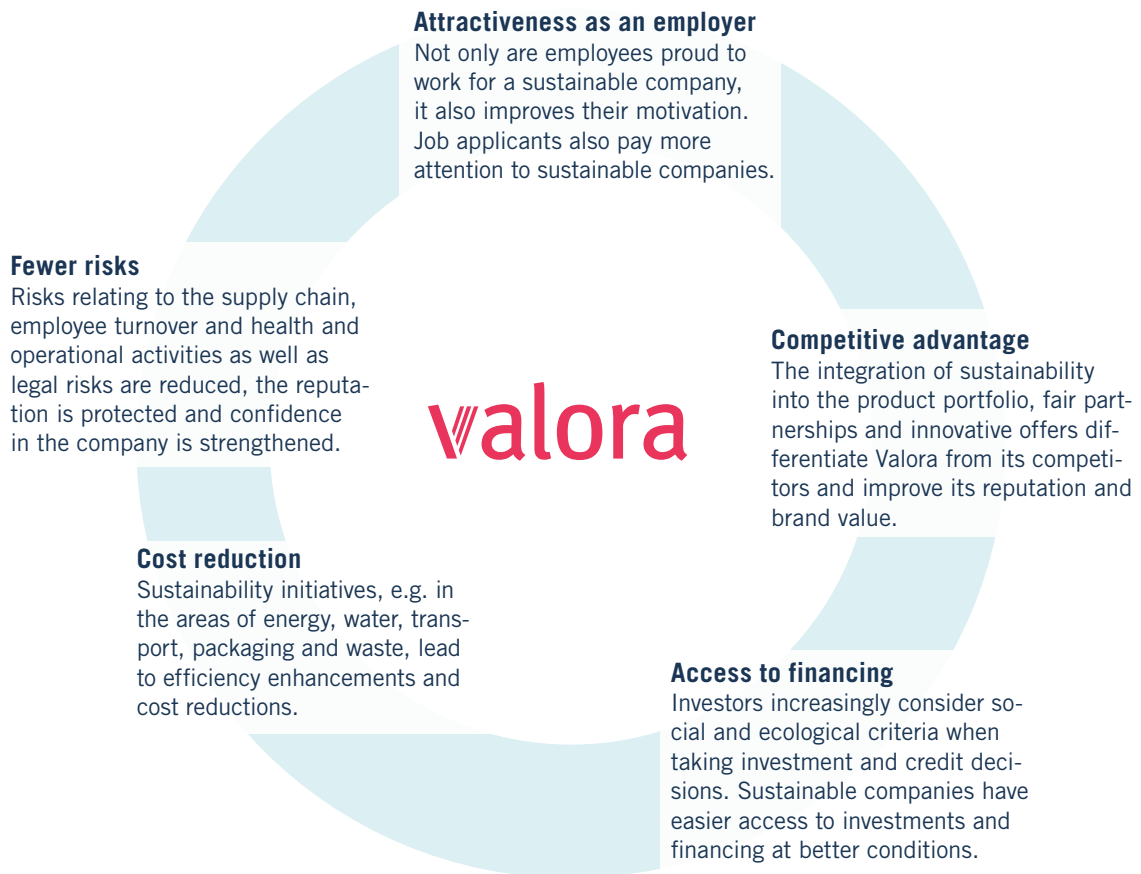 Attractiveness as an employer
Not only are employees proud to
work for a sustainable company,
it also improves their motivation.
Job applicants also pay more
attention to sustainable companies.
Fewer risks
Risks relating to the supply chain,
employee turnover and health and
operational activities as well as
legal risks are reduced, the reputa-
tion is protected and confidence
in the company is strengthened.
Competitive advantage
The integration of sustainability
into the product portfolio, fair part-
nerships and innovative offers dif-
ferentiate Valora from its competi-
tors and improve its reputation and
brand value.
valora
Cost reduction
Sustainability initiatives, e.g. in
the areas of energy, water, trans-
port, packaging and waste, lead
to efficiency enhancements and
cost reductions.
Access to financing
Investors increasingly consider so-
cial and ecological criteria when
taking investment and credit deci-
sions. Sustainable companies have
easier access to investments and
financing at better conditions.